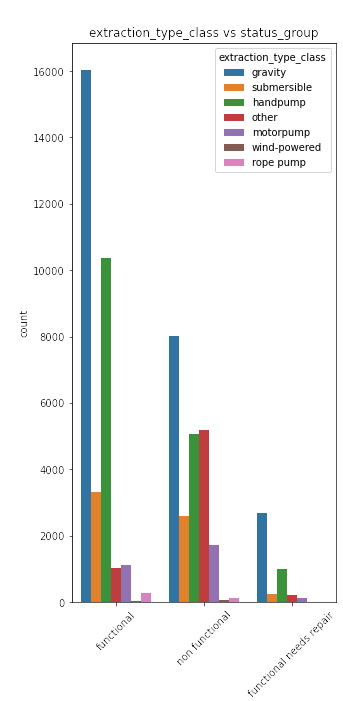 extraction_type_class vs status_group
extraction_type_class
gravity
submersible
handpump
other
motorpump
wind-powered
rope pump
16000
14000
12000
10000
8000
6000
4000
2000
0
count
functional
non functional
functional needs repair